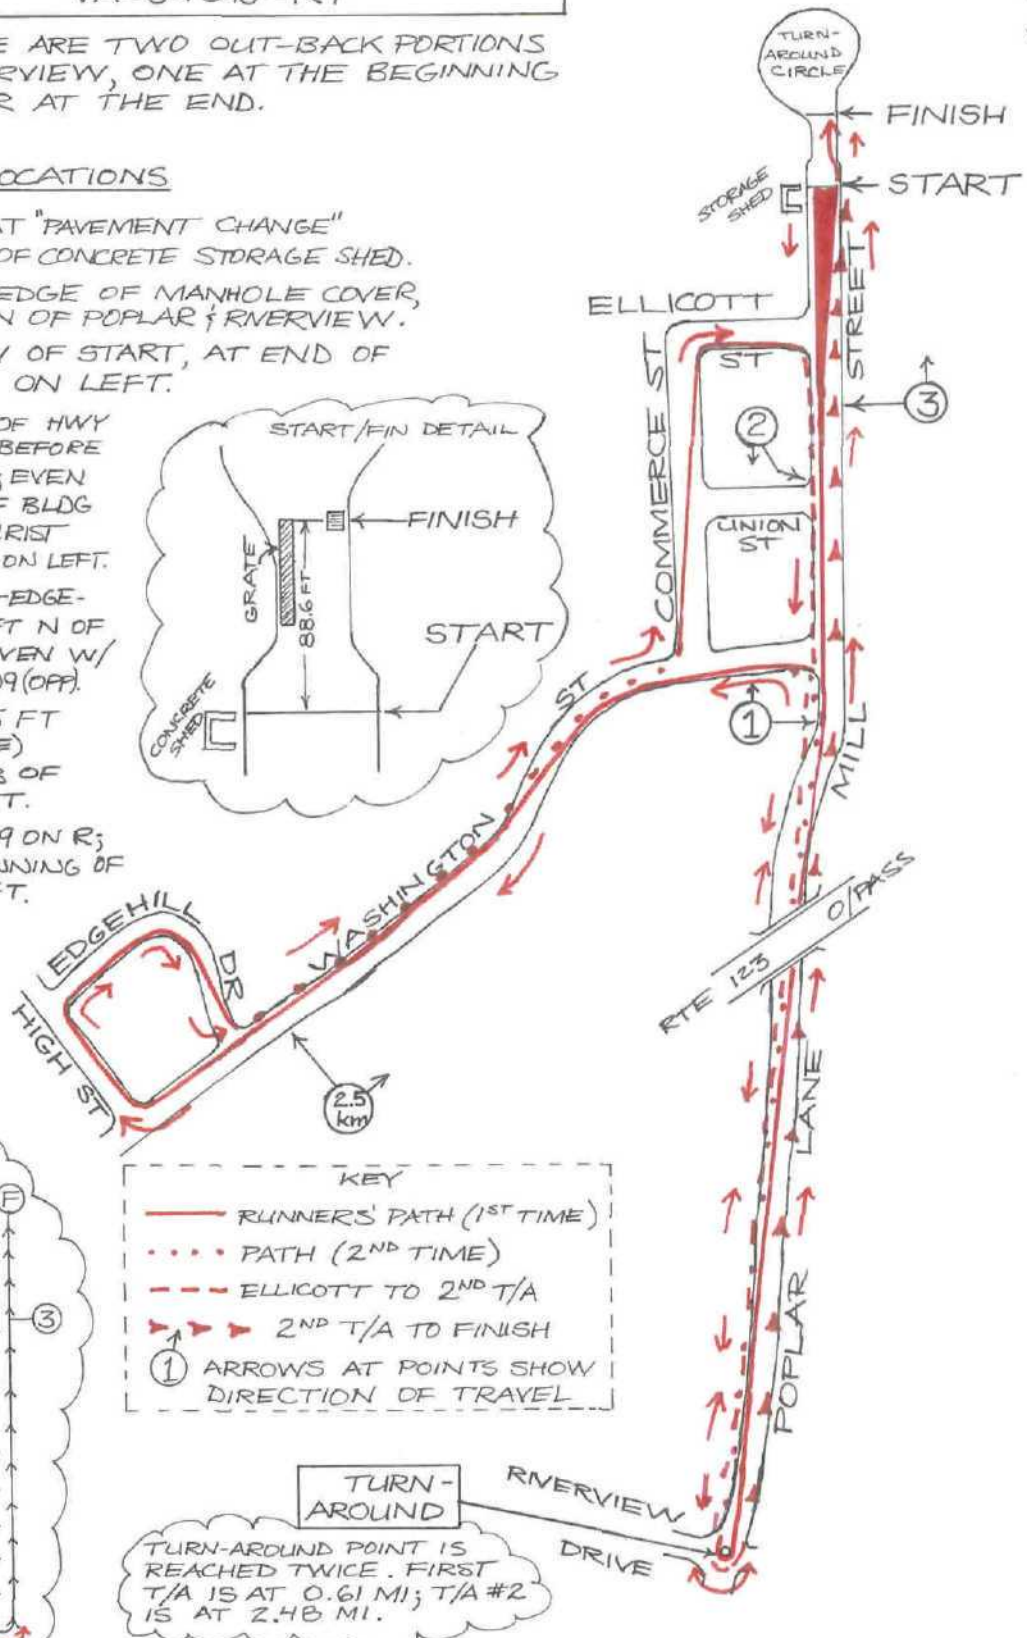 E ARE TWO OUT-BACK PORTIONS
RVIEW, ONE AT THE BEGINNING
R AT THE END.
OCATIONS
AT "PAVEMENT CHANGE"
OF CONCRETE STORAGE SHED.
EDGE OF MANHOLE COVER,
N OF POPLAR & RIVERVIEW.
Y OF START, AT END OF
ON LEFT.
OF HWY
BEFORE
; EVEN
F BLDG
RIST
ON LEFT.
-EDGE-
FT N OF
VEN W/
09 (OPP).
5 FT
E)
S OF
T.
9 ON R;
NNING OF
FT.
START/FIN DETAIL
FINISH
GRATE
88.6 FT
START
CONCRETE
SHED
TURN-
AROUND
CIRCLE
FINISH
START
STORAGE
SHED
ELLICOTT
ST
MILL STREET
3
2
COMMERCE ST
UNION
ST
1
WASHINGTON ST
RTE 123 O/PASS
EDGEHILL DR
HIGH ST
2.5
km
POPLAR LANE
KEY
RUNNERS' PATH (1ST TIME)
PATH (2ND TIME)
ELLICOTT TO 2ND T/A
2ND T/A TO FINISH
1 ARROWS AT POINTS SHOW
DIRECTION OF TRAVEL
F
3
TURN-
AROUND
RIVERVIEW
DRIVE
TURN-AROUND POINT IS
REACHED TWICE. FIRST
T/A IS AT 0.61 MI; T/A #2
IS AT 2.48 MI.